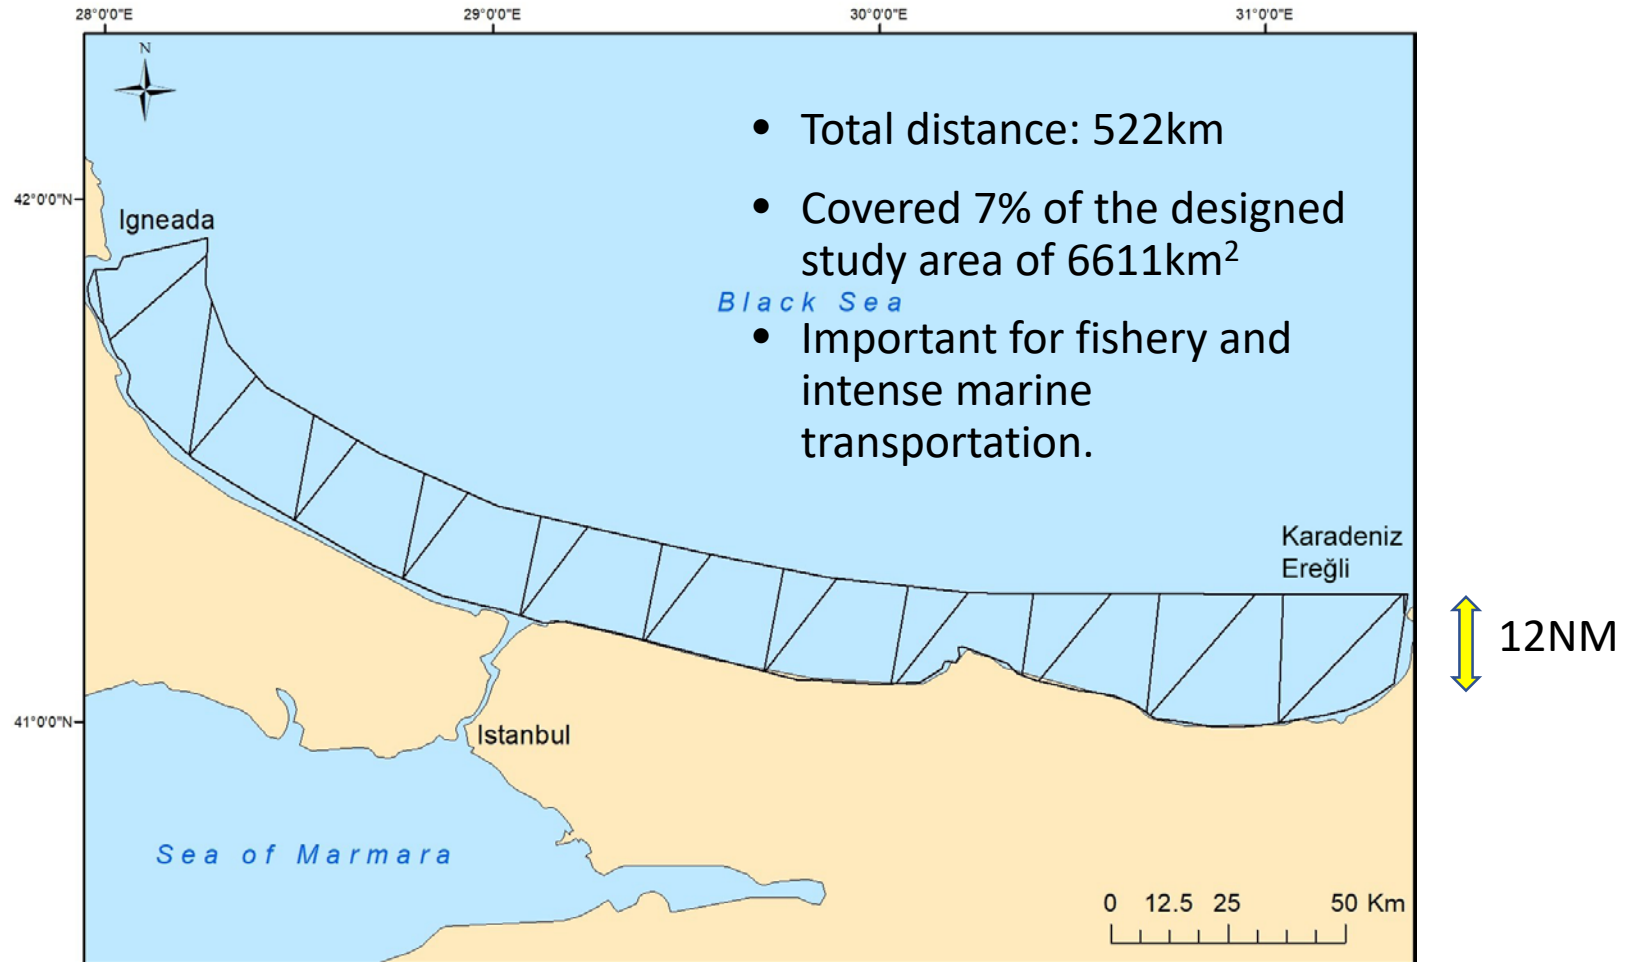 28°0'0"E 29°0'0"E 30°0'0"E 31°0'0"E
N
• Total distance: 522km
42°0'0"N
• Covered 7% of the designed
Igneada
study area of 6611km²
Black Sea
• Important for fishery and
intense marine
transportation.
Karadeniz
Ereğli
12NM
41°0'0"N
Istanbul
Sea of Marmara
0 12.5 25 50 Km